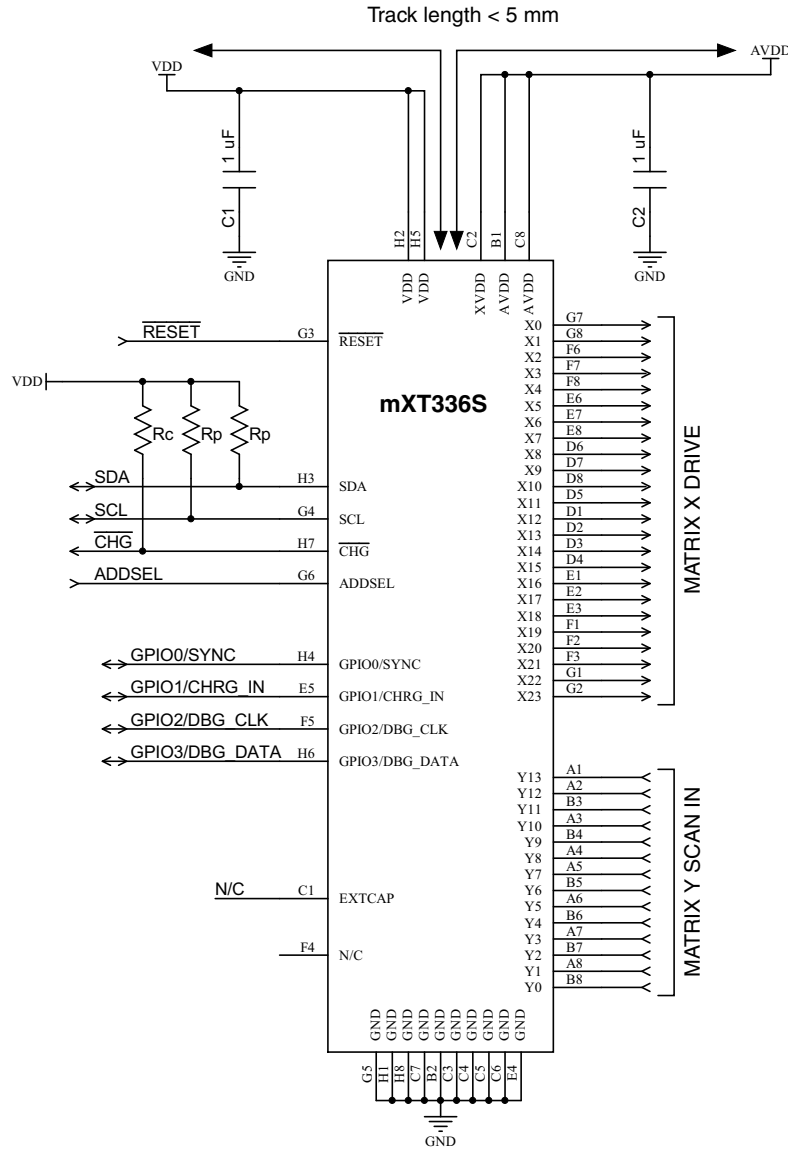 Track length < 5 mm
VDD
AVDD
1 uF
C1
GND
1 uF
C2
GND
H2
H5
C2
B1
C8
VDD
VDD
XVDD
AVDD
AVDD
mXT336S
RESET
G3
RESET
VDD
Rc
Rp
Rp
SDA
H3
SDA
SCL
G4
SCL
CHG
H7
CHG
ADDSEL
G6
ADDSEL
GPIO0/SYNC
H4
GPIO0/SYNC
GPIO1/CHRG_IN
E5
GPIO1/CHRG_IN
GPIO2/DBG_CLK
F5
GPIO2/DBG_CLK
GPIO3/DBG_DATA
H6
GPIO3/DBG_DATA
N/C
C1
EXTCAP
F4
N/C
X0 G7
X1 G8
X2 F6
X3 F7
X4 F8
X5 E6
X6 E7
X7 E8
X8 D6
X9 D7
X10 D8
X11 D5
X12 D1
X13 D2
X14 D3
X15 D4
X16 E1
X17 E2
X18 E3
X19 F1
X20 F2
X21 F3
X22 G1
X23 G2
MATRIX X DRIVE
Y13 A1
Y12 A2
Y11 B3
Y10 A3
Y9 B4
Y8 A4
Y7 A5
Y6 B5
Y5 A6
Y4 B6
Y3 A7
Y2 B7
Y1 A8
Y0 B8
MATRIX Y SCAN IN
GND
GND
GND
GND
GND
GND
GND
GND
GND
GND
G5
H1
H8
C7
B2
C3
C4
C5
C6
E4
GND